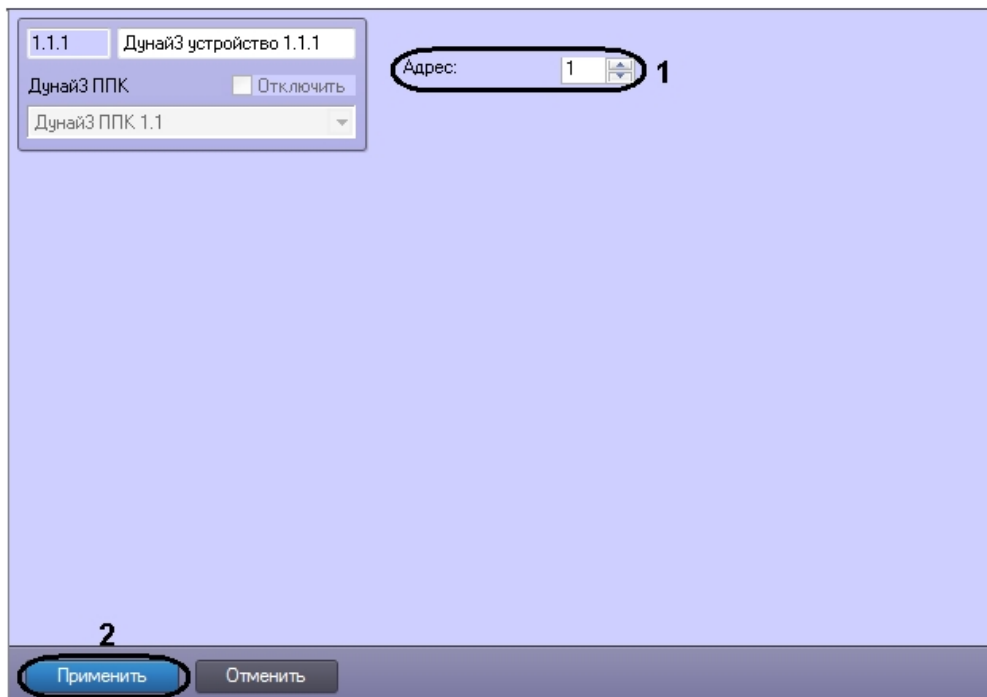 1.1.1 Дунай3 устройство 1.1.1
Дунай3 ППК Отключить
Дунай3 ППК 1.1
Адрес: 1 1
2
Применить Отменить